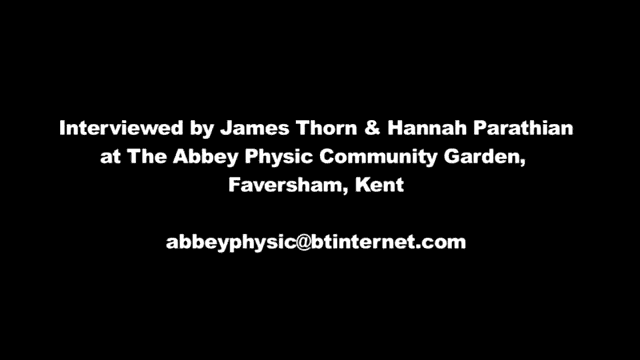 Interviewed by James Thorn & Hannah Parathian
at The Abbey Physic Community Garden,
Faversham, Kent
abbeyphysic@btinternet.com